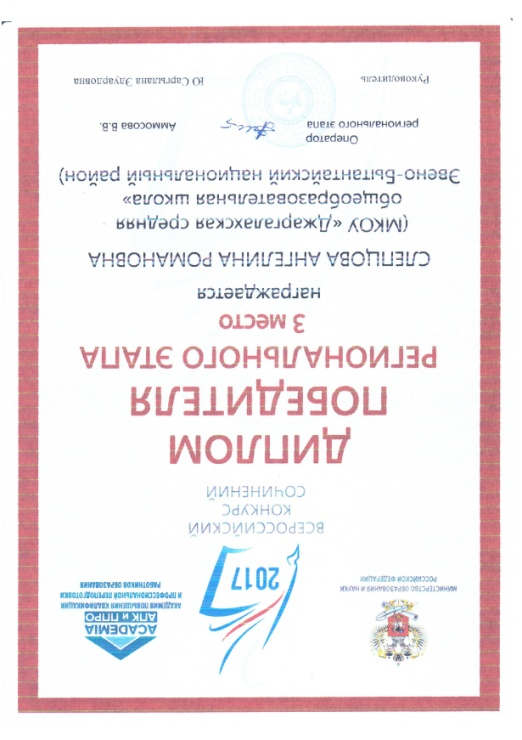 МИНИСТЕРСТВО ОБРАЗОВАНИЯ И НАУКИ
РОССИЙСКОЙ ФЕДЕРАЦИИ
2017
ACADEMIA
АПК и ППРО
АКАДЕМИЯ ПОВЫШЕНИЯ КВАЛИФИКАЦИИ
И ПРОФЕССИОНАЛЬНОЙ ПЕРЕПОДГОТОВКИ
РАБОТНИКОВ ОБРАЗОВАНИЯ
ВСЕРОССИЙСКИЙ
КОНКУРС
СОЧИНЕНИЙ
ДИПЛОМ
ПОБЕДИТЕЛЯ
РЕГИОНАЛЬНОГО ЭТАПА
3 место
награждается
СЛЕПЦОВА АНГЕЛИНА РОМАНОВНА
(МКОУ «Джаргалахская средняя
общеобразовательная школа»
Эвено-Бытантайский национальный район)
Оператор
регионального этапа
Аммосова В.В.
Руководитель
Ю Саргылана Эдуардовна